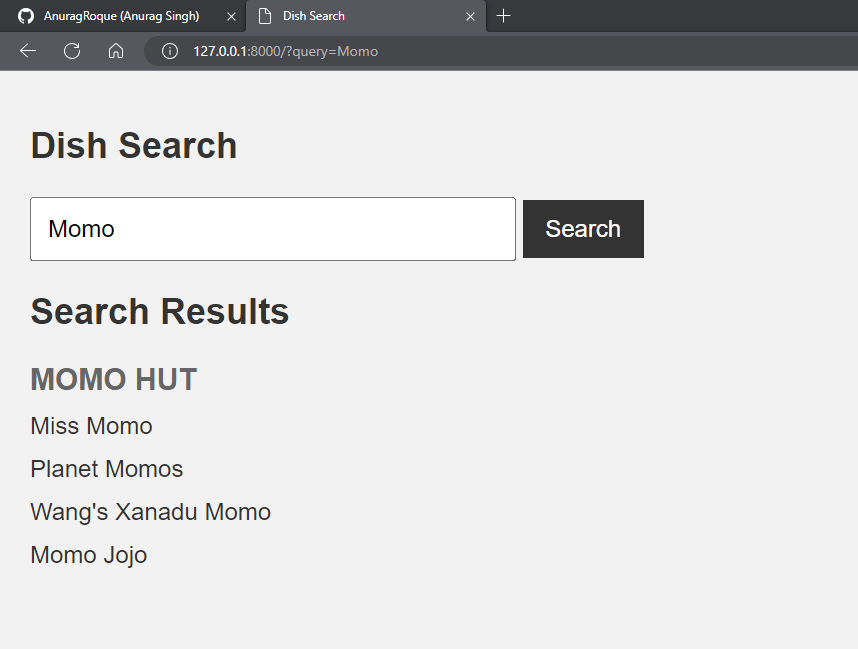 AnuragRoque (Anurag Singh) Dish Search
127.0.0.1:8000/?query=Momo
Dish Search
Momo Search
Search Results
MOMO HUT
Miss Momo
Planet Momos
Wang's Xanadu Momo
Momo Jojo